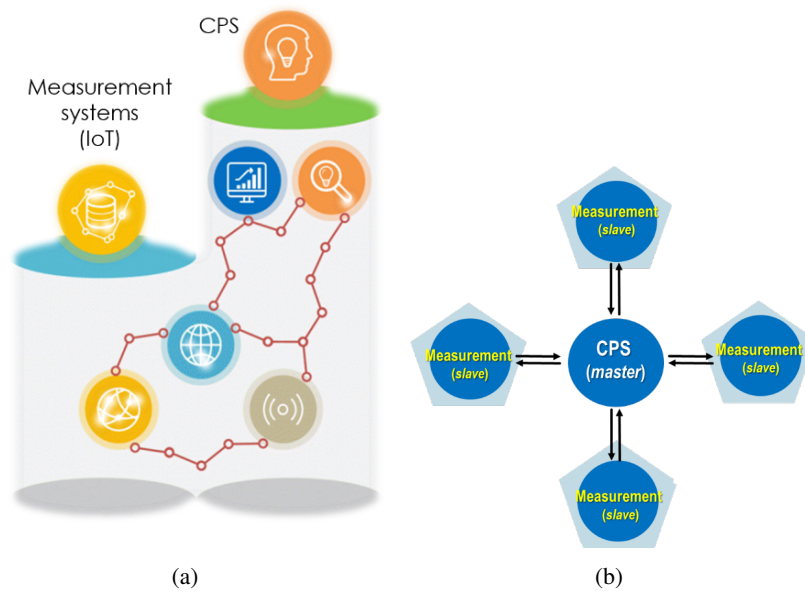 CPS
Measurement
systems
(IoT)
Measurement
(slave)
Measurement
(slave)
CPS
(master)
Measurement
(slave)
Measurement
(slave)
(a)
(b)